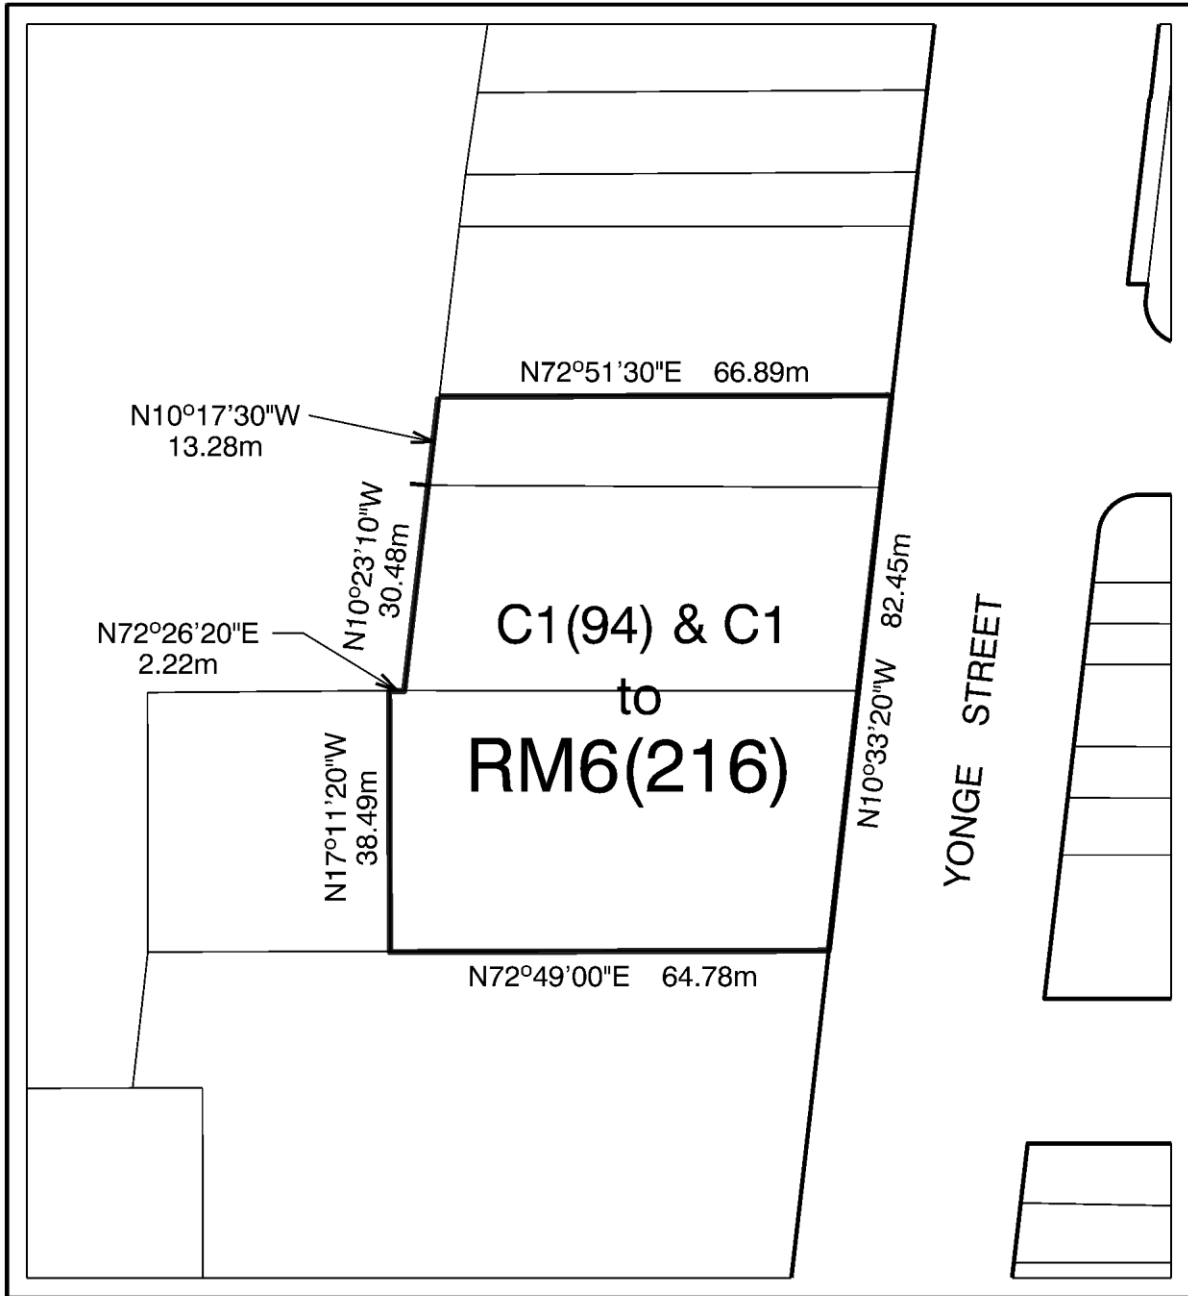 N72°51'30"E 66.89m
N10°17'30"W
13.28m
N10°23'10"W
30.48m
N72°26'20"E
2.22m
C1(94) & C1
to
RM6(216)
N10°33'20"W 82.45m
YONGE STREET
N17°11'20"W
38.49m
N72°49'00"E 64.78m